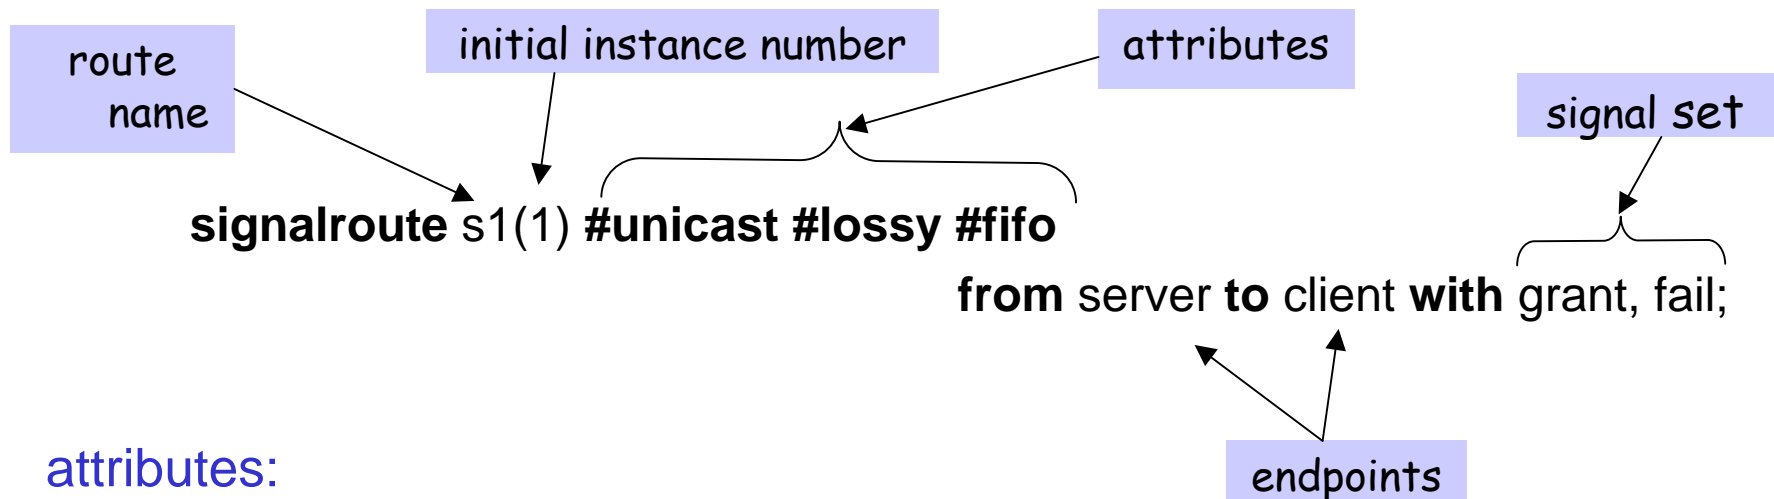 route
name
initial instance number
attributes
signal set
signalroute s1(1) #unicast #lossy #fifo
from server to client with grant, fail;
endpoints
attributes: